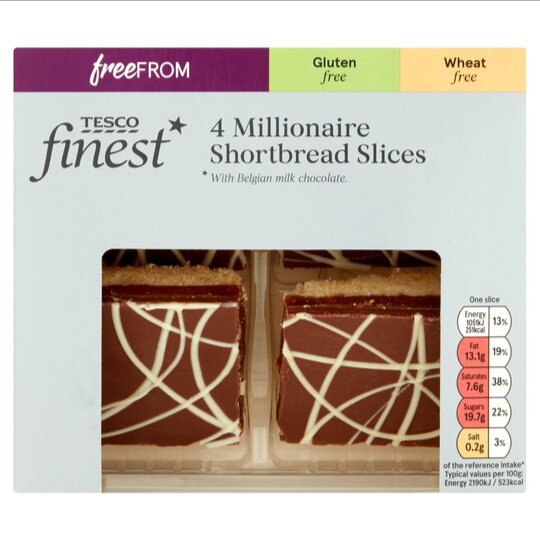 freeFROM
Gluten
free
Wheat
free
TESCO
finest*
4 Millionaire
Shortbread Slices
* With Belgian milk chocolate.
One slice
Energy
1051kJ
251kcal
13%
Fat
13.1g
19%
Saturates
7.6g
38%
Sugars
19.7g
22%
Salt
0.2g
3%
of the reference intake*
Typical values per 100g:
Energy 2190kJ / 523kcal